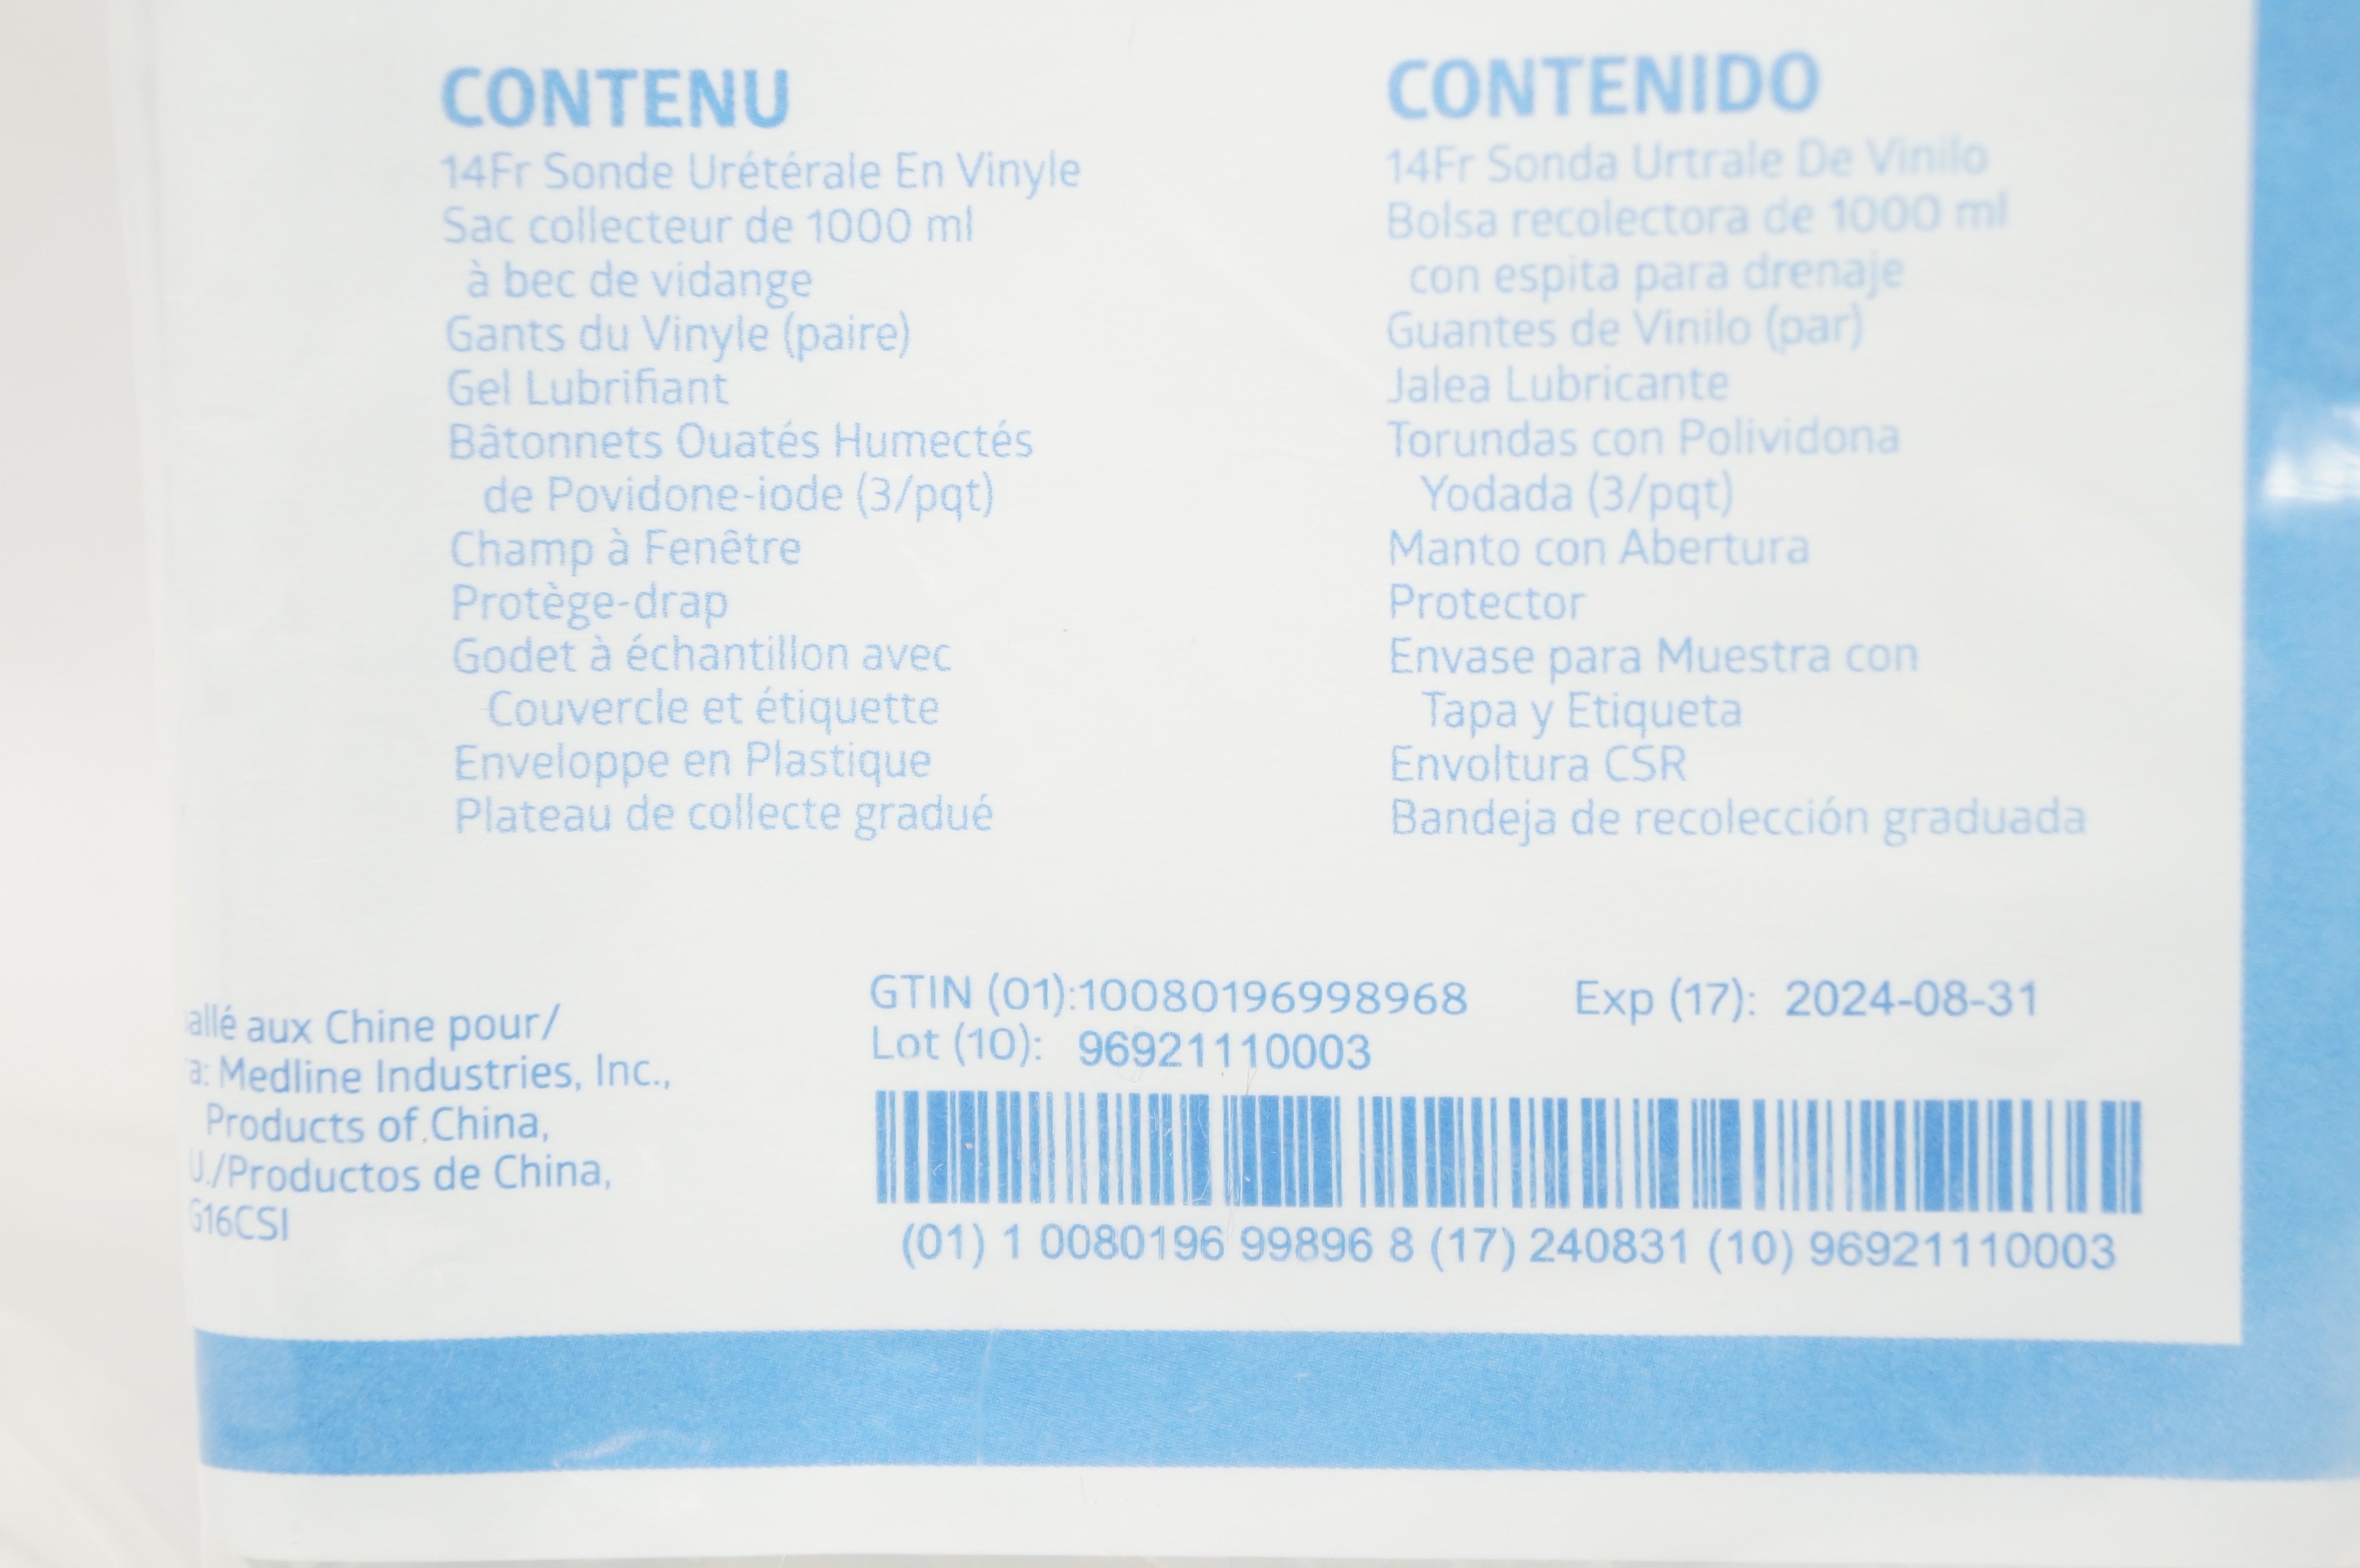 CONTENU
14Fr Sonde Urétérale En Vinyle
Sac collecteur de 1000 ml
à bec de vidange
Gants du Vinyle (paire)
Gel Lubrifiant
Bâtonnets Ouatés Humectés
de Povidone-iode (3/pqt)
Champ à Fenêtre
Protège-drap
Godet à échantillon avec
Couvercle et étiquette
Enveloppe en Plastique
Plateau de collecte gradué
CONTENIDO
14Fr Sonda Urtrale De Vinilo
Bolsa recolectora de 1000 ml
con espita para drenaje
Guantes de Vinilo (par)
Jalea Lubricante
Torundas con Polividona
Yodada (3/pqt)
Manto con Abertura
Protector
Envase para Muestra con
Tapa y Etiqueta
Envoltura CSR
Bandeja de recolección graduada
allé aux Chine pour/
a: Medline Industries, Inc.,
Products of China,
U./Productos de China,
G16CSI
GTIN (01):10080196998968 Exp (17): 2024-08-31
Lot (10): 96921110003
(01) 1 0080196 99896 8 (17) 240831 (10) 96921110003